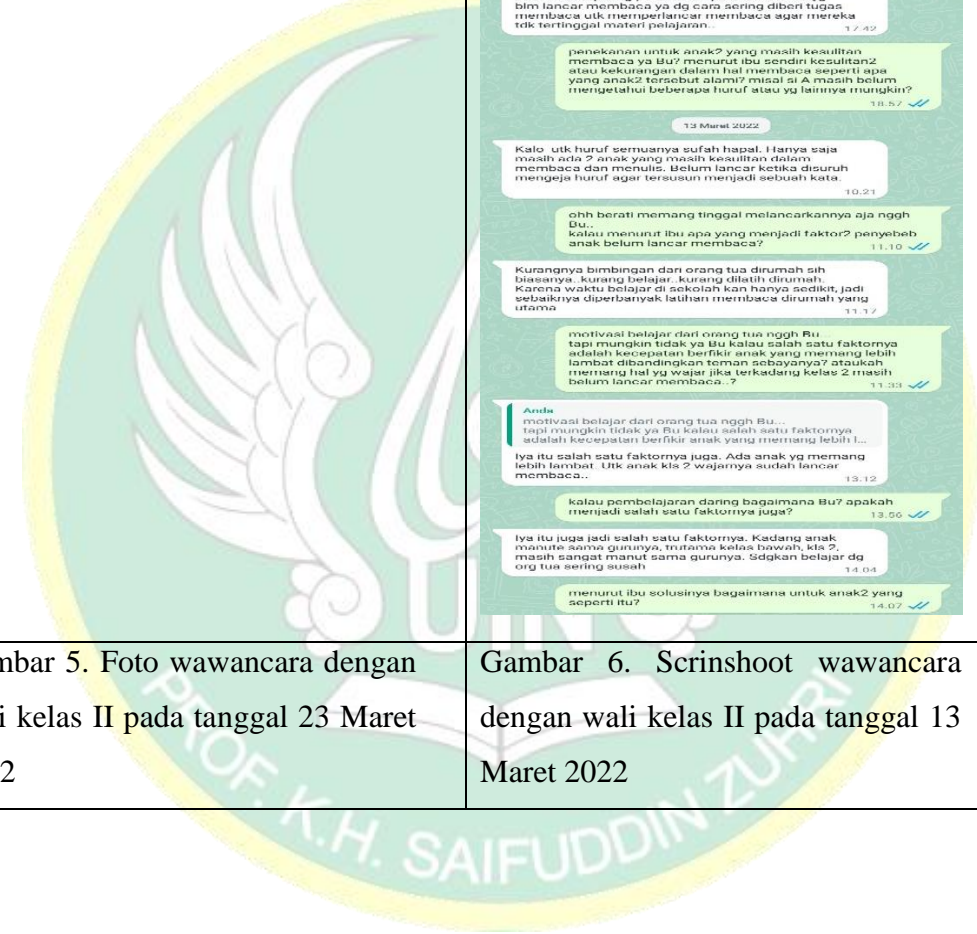 blm lancar membaca ya dg cara sering diberi tugas
membaca utk memperlancar membaca agar mereka
tdk tertinggal materi pelajaran..
17.42
penekanan untuk anak2 yang masih kesulitan
membaca ya Bu? menurut ibu sendiri kesulitan2
atau kekurangan dalam hal membaca seperti apa
yang anak2 tersebut alami? misal si A masih belum
mengetahui beberapa huruf atau yg lainnya mungkin?
18.57
13 Maret 2022
Kalo utk huruf semuanya sufah hapal. Hanya saja
masih ada 2 anak yang masih kesulitan dalam
membaca dan menulis. Belum lancar ketika disuruh
mengeja huruf agar tersusun menjadi sebuah kata.
10.21
ohh berati memang tinggal melancarkannya aja nggh
Bu..
kalau menurut ibu apa yang menjadi faktor2 penyebeb
anak belum lancar membaca?
11.10
Kurangnya bimbingan dari orang tua dirumah sih
biasanya..kurang belajar..kurang dilatih dirumah.
Karena waktu belajar di sekolah kan hanya sedikit, jadi
sebaiknya diperbanyak latihan membaca dirumah yang
utama
11.17
motivasi belajar dari orang tua nggh Bu...
tapi mungkin tidak ya Bu kalau salah satu faktornya
adalah kecepatan berfikir anak yang memang lebih
lambat dibandingkan teman sebayanya? ataukah
memang hal yg wajar jika terkadang kelas 2 masih
belum lancar membaca..?
11.33
Anda
motivasi belajar dari orang tua nggh Bu...
tapi mungkin tidak ya Bu kalau salah satu faktornya
adalah kecepatan berfikir anak yang memang lebih l...
Iya itu salah satu faktornya juga. Ada anak yg memang
lebih lambat. Utk anak kls 2 wajarnya sudah lancar
membaca..
13.12
kalau pembelajaran daring bagaimana Bu? apakah
menjadi salah satu faktornya juga?
13.56
Iya itu juga jadi salah satu faktornya. Kadang anak
manute sama gurunya, trutama kelas bawah, kls 2,
masih sangat manut sama gurunya. Sdgkan belajar dg
org tua sering susah
14.04
menurut ibu solusinya bagaimana untuk anak2 yang
seperti itu?
14.07
mbar 5. Foto wawancara dengan
i kelas II pada tanggal 23 Maret
2
Gambar 6. Scrinshoot wawancara
dengan wali kelas II pada tanggal 13
Maret 2022
PROF. K.H. SAIFUDDIN ZUHRI